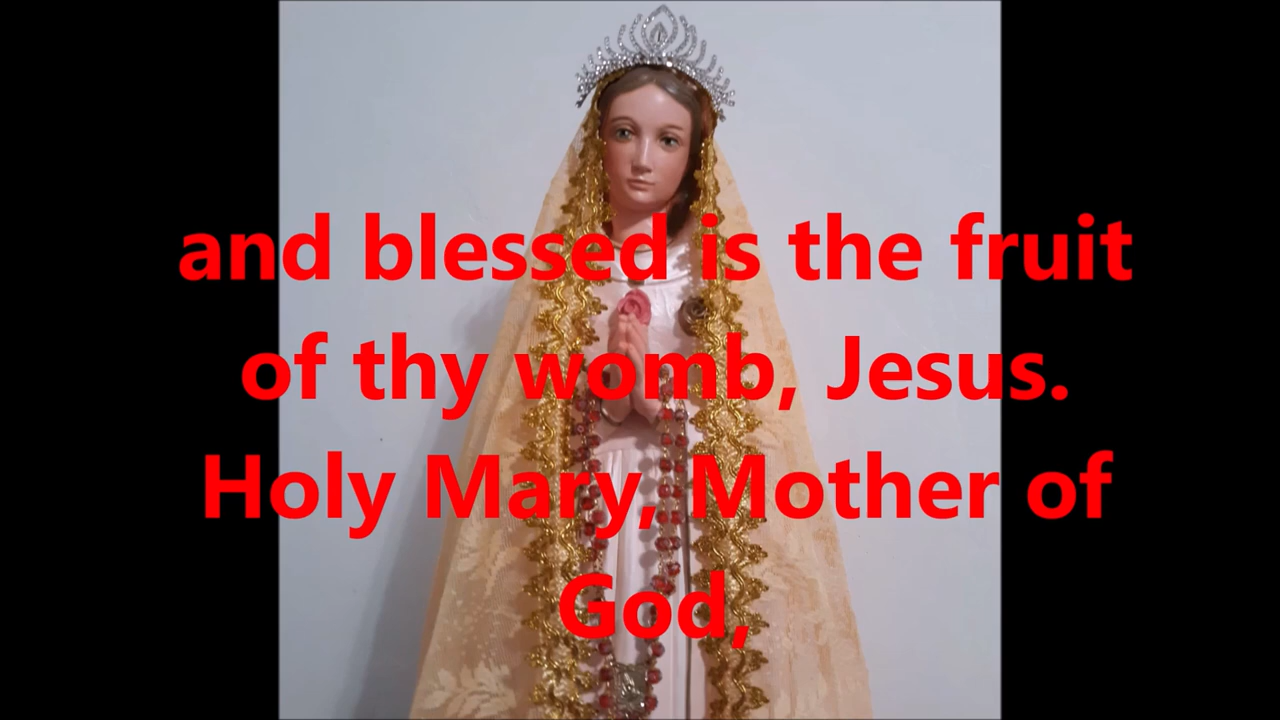 and blessed is the fruit
of thy womb, Jesus.
Holy Mary, Mother of
God,